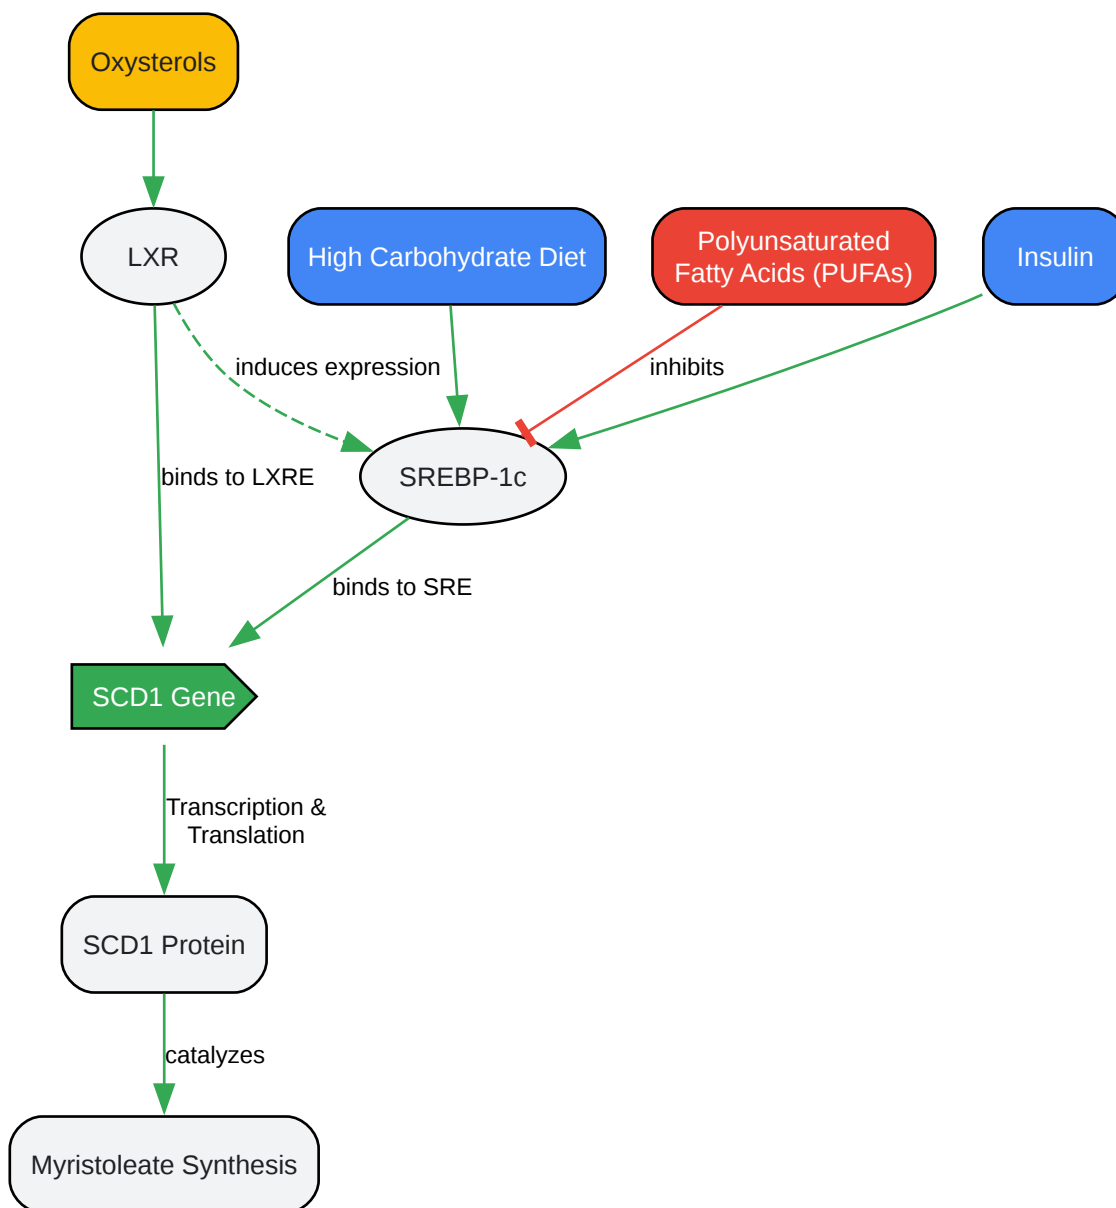 Oxysterols
LXR
High Carbohydrate Diet
Polyunsaturated
Fatty Acids (PUFAs)
Insulin
induces expression
inhibits
binds to LXRE
SREBP-1c
binds to SRE
SCD1 Gene
Transcription &
Translation
SCD1 Protein
catalyzes
Myristoleate Synthesis